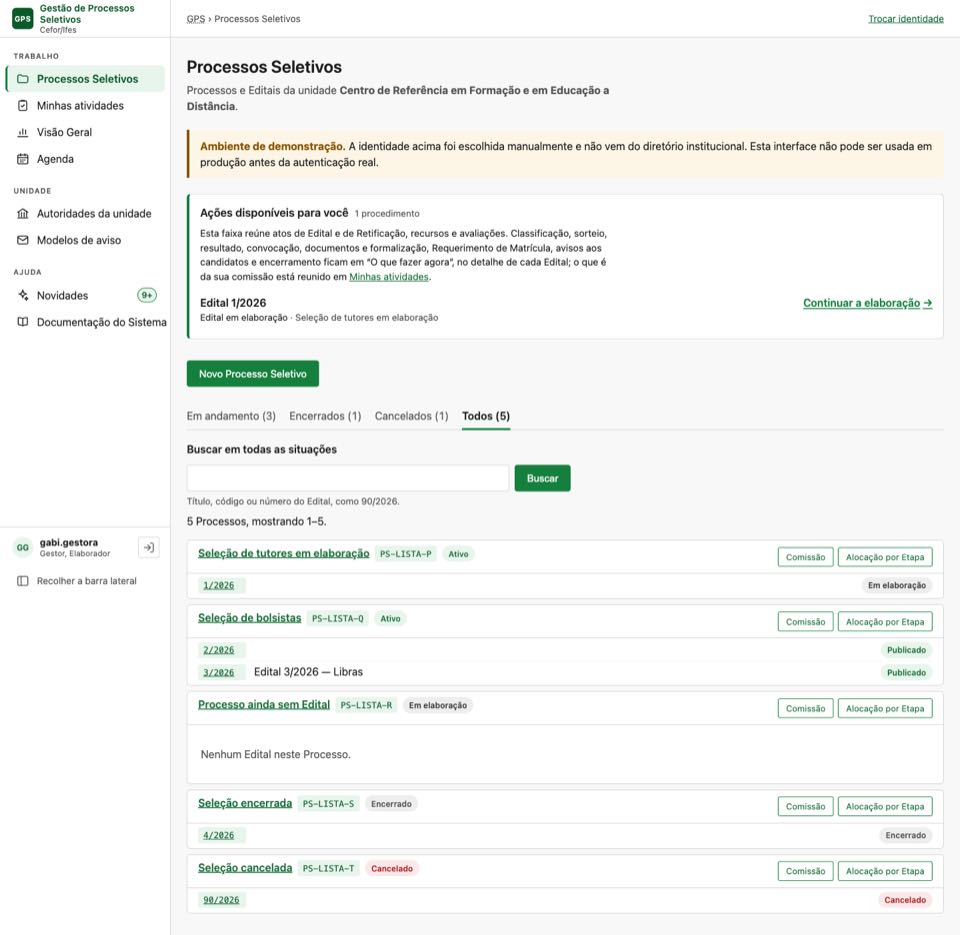 GPS
Gestão de Processos
Seletivos
Cefor/Ifes
TRABALHO
Processos Seletivos
Minhas atividades
Visão Geral
Agenda
UNIDADE
Autoridades da unidade
Modelos de aviso
AJUDA
Novidades 9+
Documentação do Sistema
GG
gabi.gestora
Gestor, Elaborador
Recolher a barra lateral
GPS › Processos Seletivos
Trocar identidade
Processos Seletivos
Processos e Editais da unidade Centro de Referência em Formação e em Educação a
Distância.
Ambiente de demonstração. A identidade acima foi escolhida manualmente e não vem do diretório institucional. Esta interface não pode ser usada em
produção antes da autenticação real.
Ações disponíveis para você 1 procedimento
Esta faixa reúne atos de Edital e de Retificação, recursos e avaliações. Classificação, sorteio,
resultado, convocação, documentos e formalização, Requerimento de Matrícula, avisos aos
candidatos e encerramento ficam em “O que fazer agora”, no detalhe de cada Edital; o que é
da sua comissão está reunido em Minhas atividades.
Edital 1/2026
Edital em elaboração · Seleção de tutores em elaboração
Continuar a elaboração →
Novo Processo Seletivo
Em andamento (3) Encerrados (1) Cancelados (1) Todos (5)
Buscar em todas as situações
Buscar
Título, código ou número do Edital, como 90/2026.
5 Processos, mostrando 1–5.
Seleção de tutores em elaboração PS-LISTA-P Ativo Comissão Alocação por Etapa
1/2026 Em elaboração
Seleção de bolsistas PS-LISTA-Q Ativo Comissão Alocação por Etapa
2/2026 Publicado
3/2026 Edital 3/2026 — Libras Publicado
Processo ainda sem Edital PS-LISTA-R Em elaboração Comissão Alocação por Etapa
Nenhum Edital neste Processo.
Seleção encerrada PS-LISTA-S Encerrado Comissão Alocação por Etapa
4/2026 Encerrado
Seleção cancelada PS-LISTA-T Cancelado Comissão Alocação por Etapa
90/2026 Cancelado